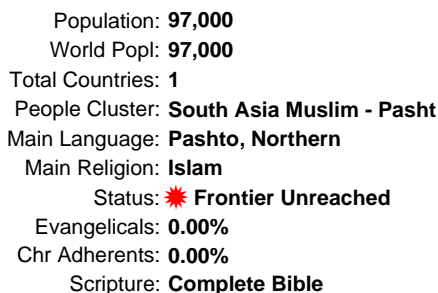 Population: 97,000
World Popl: 97,000
Total Countries: 1
People Cluster: South Asia Muslim - Pasht
Main Language: Pashto, Northern
Main Religion: Islam
Status: Frontier Unreached
Evangelicals: 0.00%
Chr Adherents: 0.00%
Scripture: Complete Bible